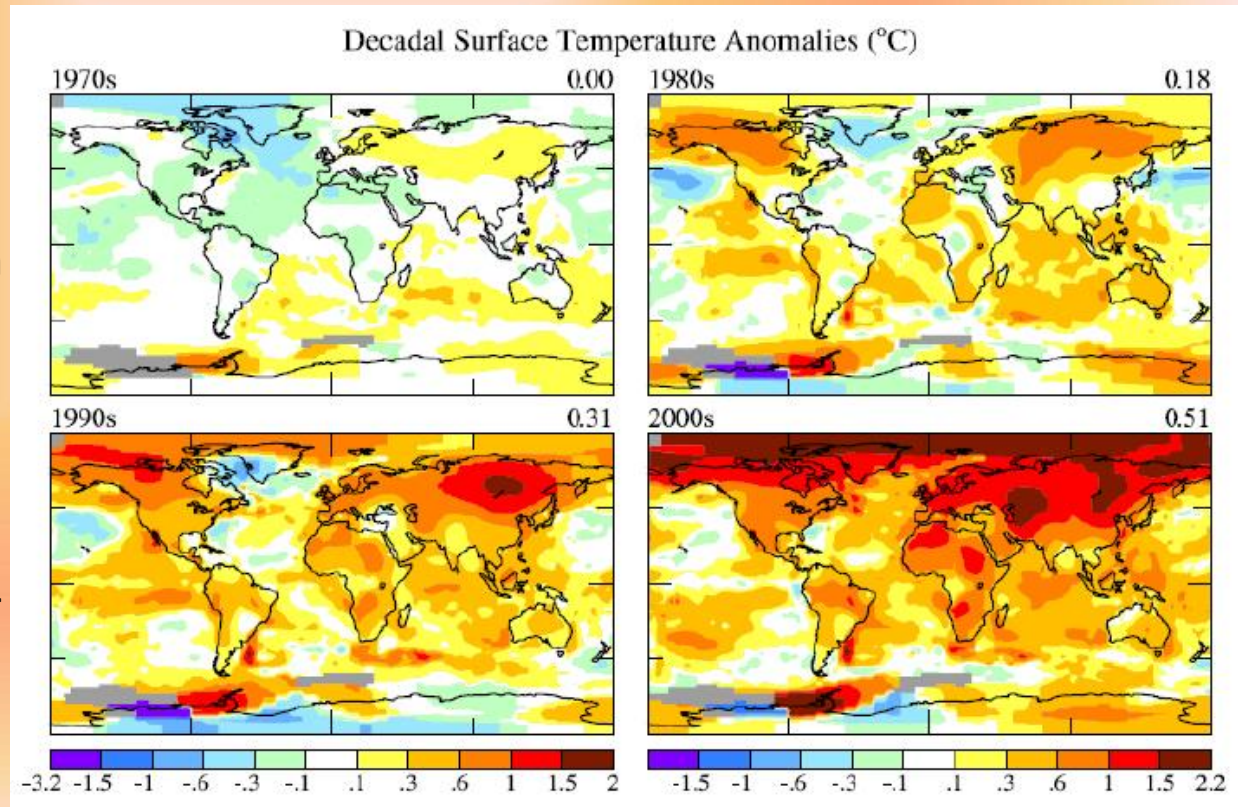 Decadal Surface Temperature Anomalies (°C)
1970s 0.00
1980s 0.18
1990s 0.31
2000s 0.51
-3.2 -1.5 -1 -.6 -.3 -.1 .1 .3 .6 1 1.5 2
-1.5 -1 -.6 -.3 -.1 .1 .3 .6 1 1.5 2.2